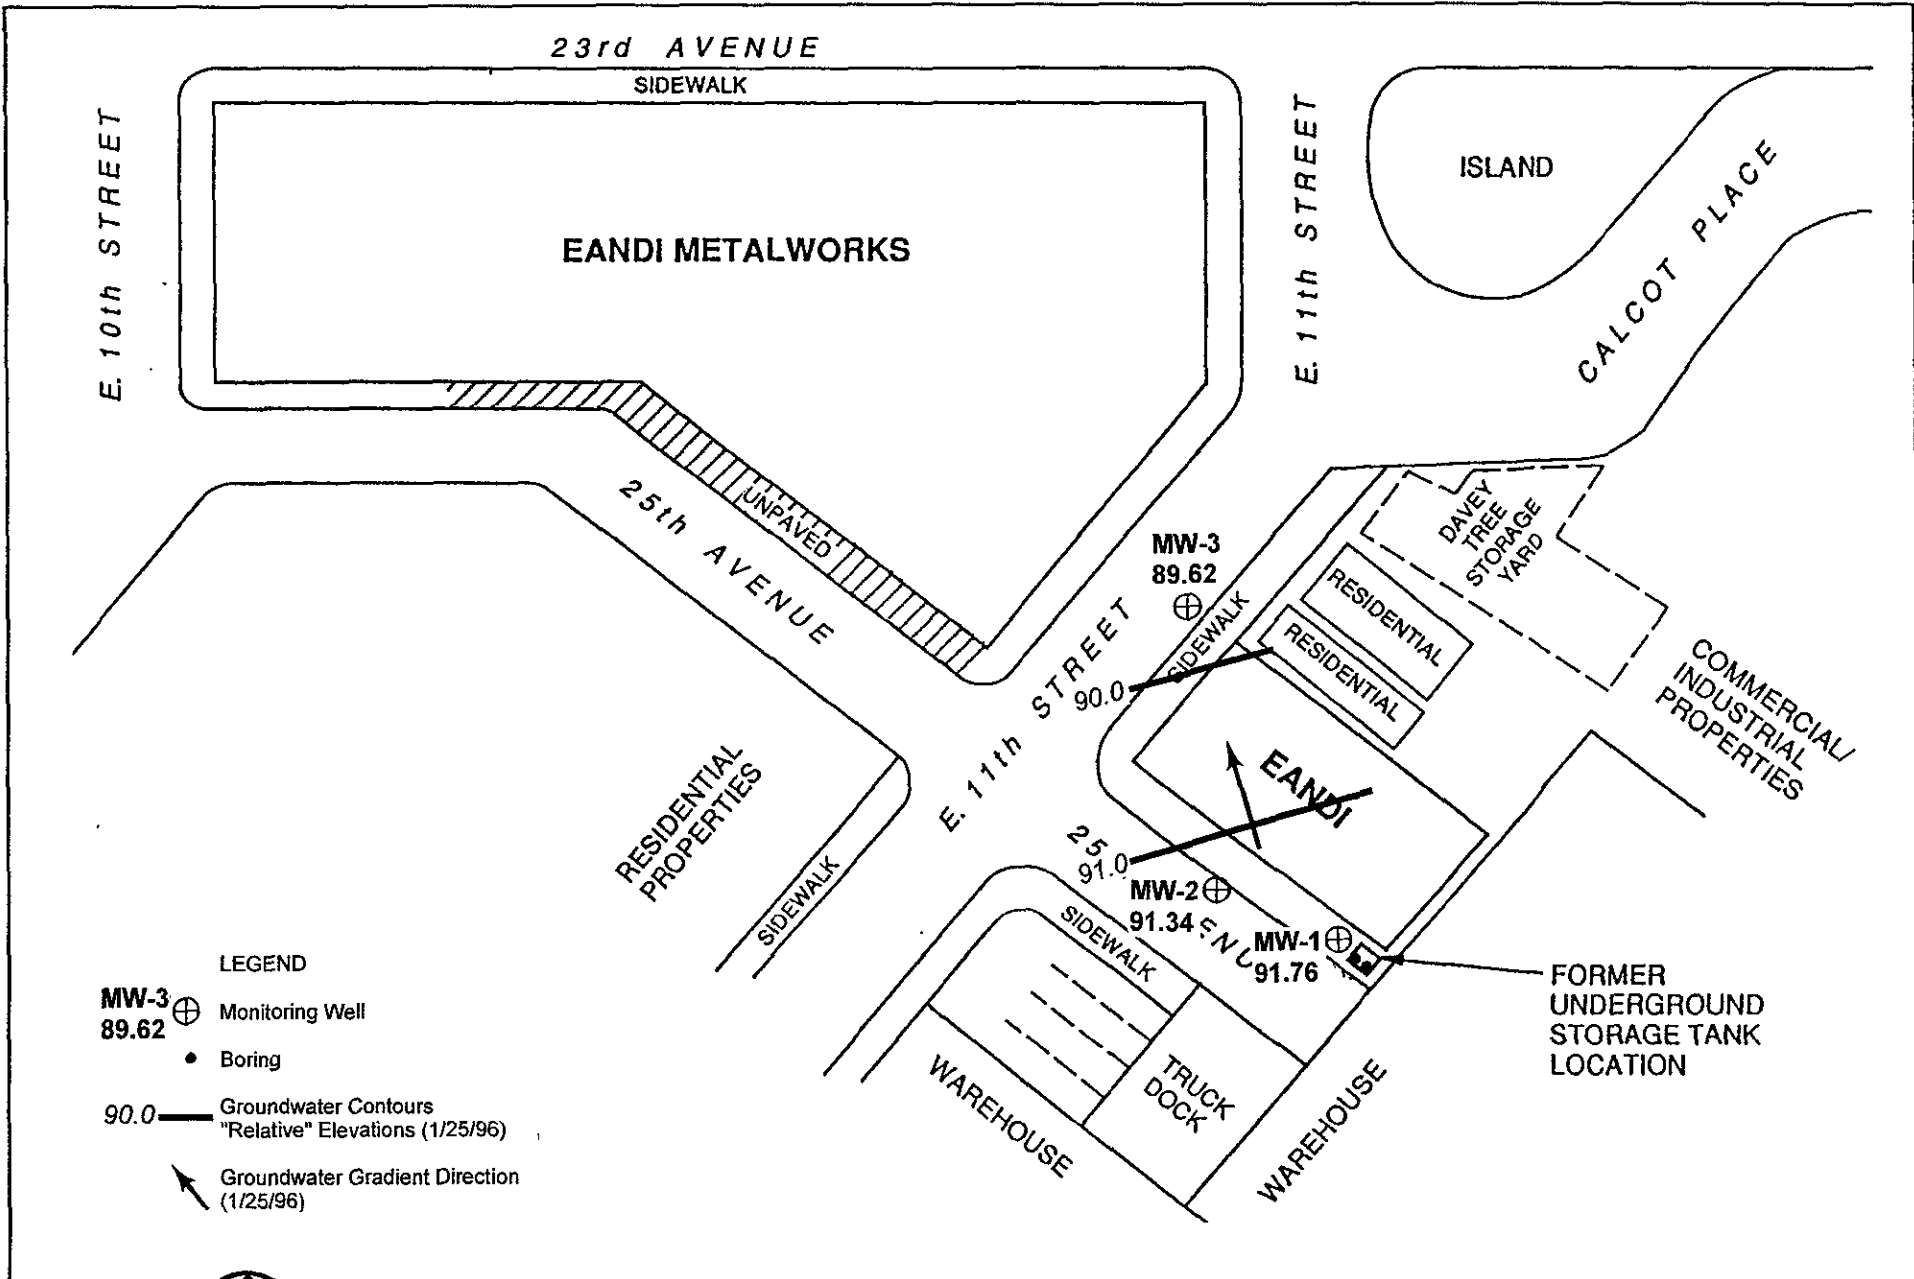 23rd AVENUE
SIDEWALK
E. 10th STREET
EANDI METALWORKS
E. 11th STREET
ISLAND
CALCOT PLACE
25th AVENUE
UNPAVED
DAVEY
TREE
STORAGE
YARD
MW-3
89.62
SIDEWALK
RESIDENTIAL
RESIDENTIAL
COMMERCIAL/
INDUSTRIAL
PROPERTIES
90.0
E. 11th STREET
EANDI
RESIDENTIAL
PROPERTIES
SIDEWALK
25
ENU
91.0
MW-2
91.34
MW-1
91.76
SIDEWALK
FORMER
UNDERGROUND
STORAGE TANK
LOCATION
WAREHOUSE
TRUCK
DOCK
WAREHOUSE
LEGEND
MW-3
89.62
Monitoring Well
Boring
90.0
Groundwater Contours
"Relative" Elevations (1/25/96)
Groundwater Gradient Direction
(1/25/96)